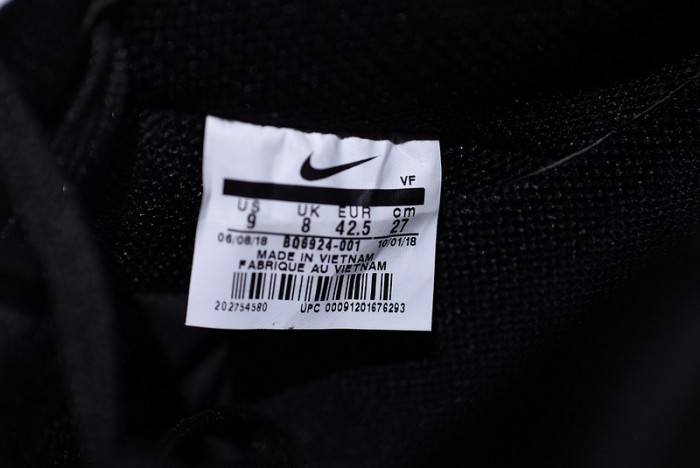 VF
US UK EUR cm
9 8 42.5 27
06/08/18 BQ6924-001 10/01/18
MADE IN VIETNAM
FABRIQUE AU VIETNAM
202754580 UPC 00091201676293